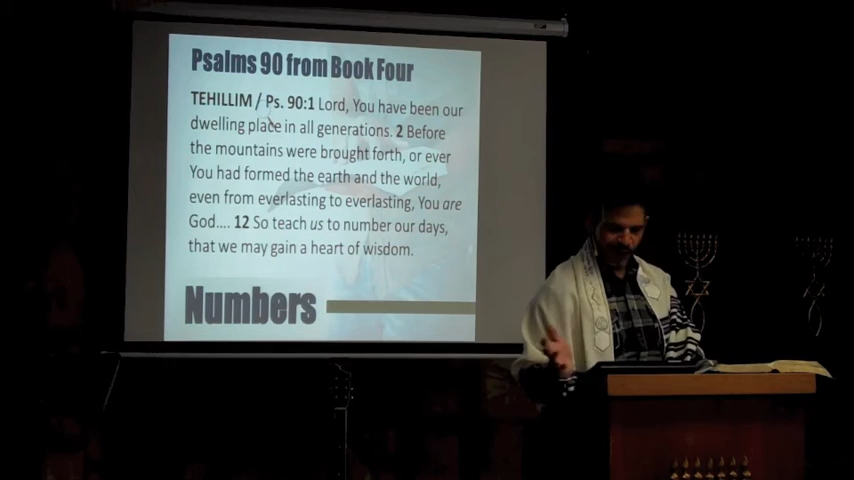 Psalms 90 from Book Four
TEHILLIM / Ps. 90:1 Lord, You have been our
dwelling place in all generations. 2 Before
the mountains were brought forth, or ever
You had formed the earth and the world,
even from everlasting to everlasting, You are
God.... 12 So teach us to number our days,
that we may gain a heart of wisdom.
Numbers